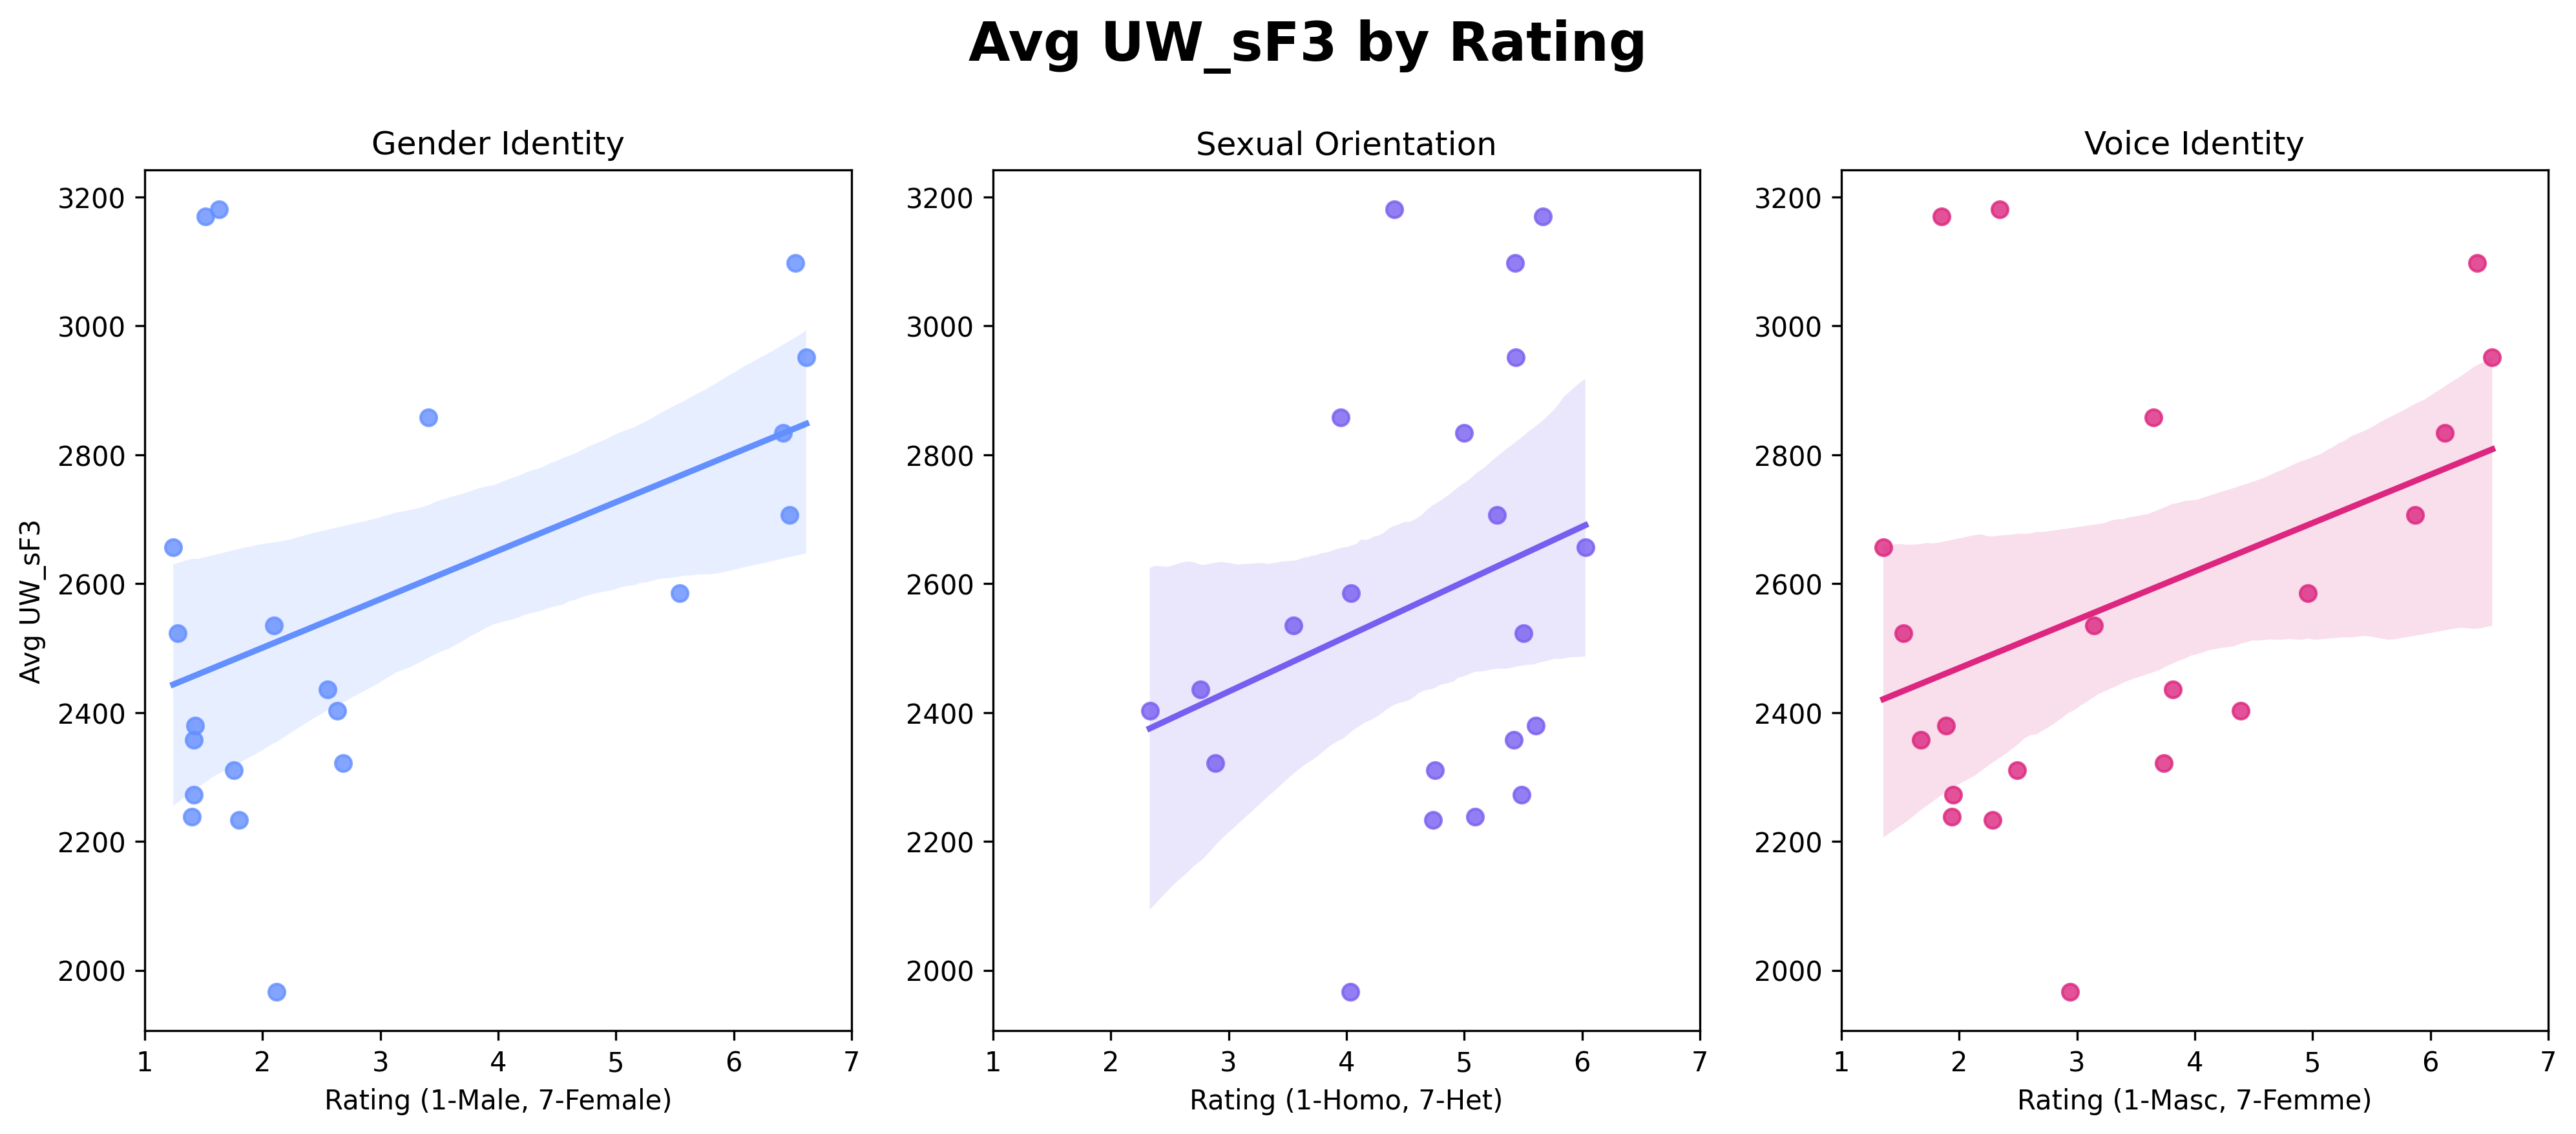 Avg UW_sF3 by Rating
Gender Identity
Sexual Orientation
Voice Identity
Avg UW_sF3
3200
3000
2800
2600
2400
2200
2000
1 2 3 4 5 6 7
Rating (1-Male, 7-Female)
3200
3000
2800
2600
2400
2200
2000
1 2 3 4 5 6 7
Rating (1-Homo, 7-Het)
3200
3000
2800
2600
2400
2200
2000
1 2 3 4 5 6 7
Rating (1-Masc, 7-Femme)